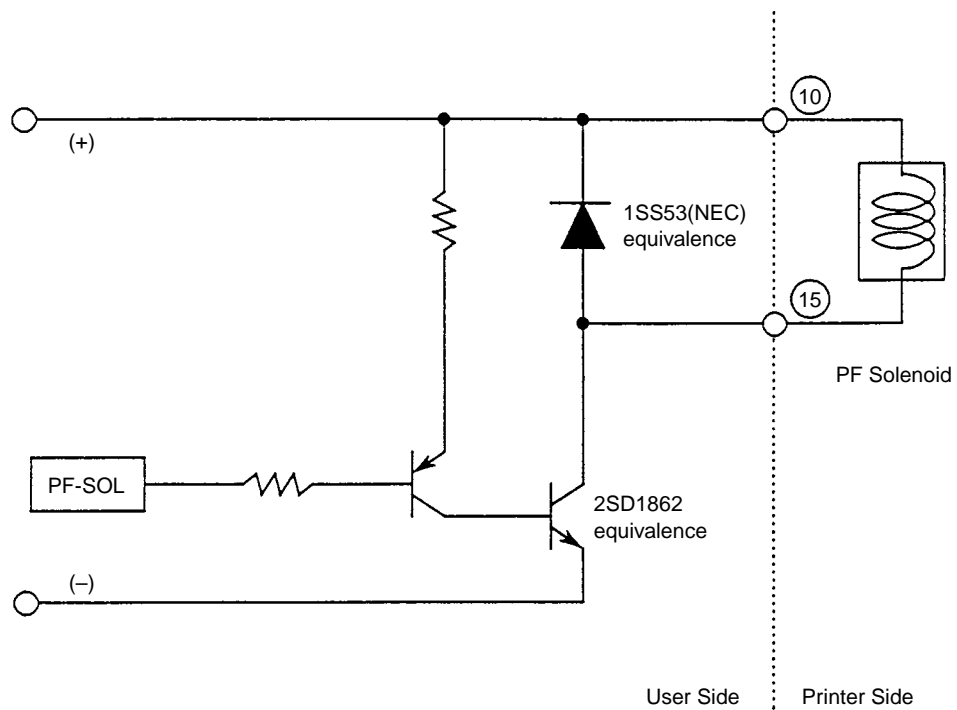 10
(+)
1SS53(NEC)
equivalence
15
PF Solenoid
PF-SOL
2SD1862
equivalence
(–)
User Side
Printer Side